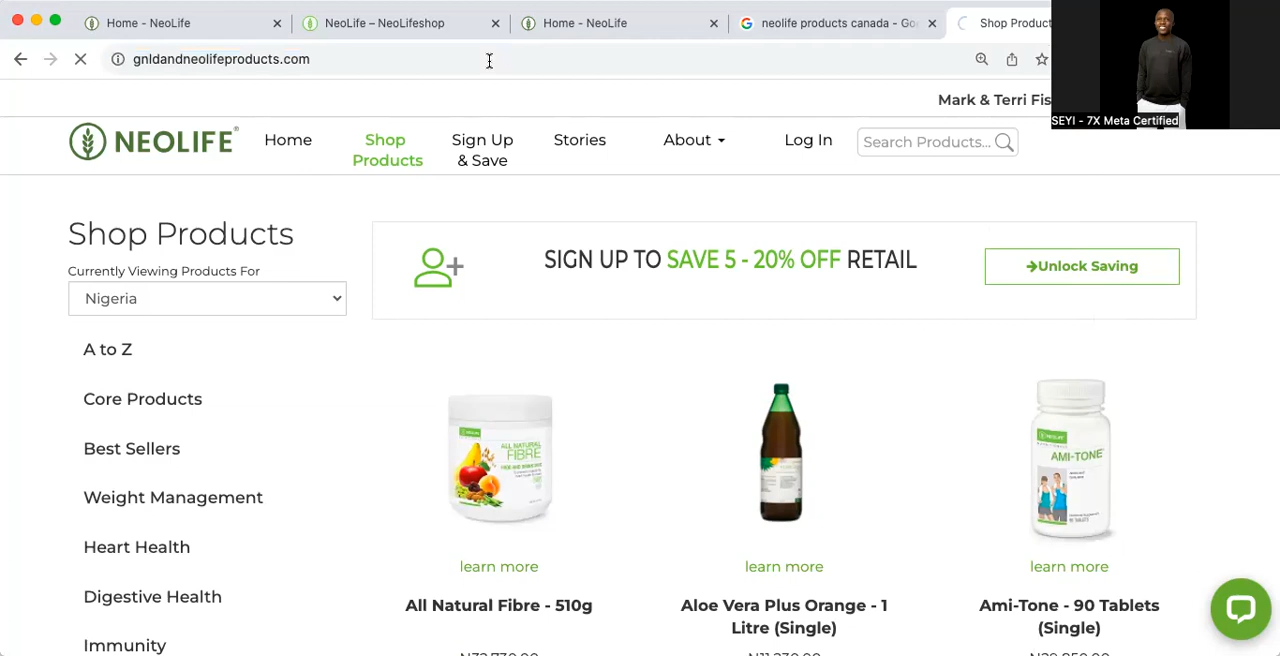 Home - NeoLife
NeoLife – NeoLifeshop
Home - NeoLife
neolife products canada - Go
Shop Product
gnldandneolifeproducts.com
SEYI - 7X Meta Certified
Mark & Terri Fis
NEOLIFE
Home
Shop
Products
Sign Up
& Save
Stories
About
Log In
Search Products...
Shop Products
Currently Viewing Products For
Nigeria
SIGN UP TO SAVE 5 - 20% OFF RETAIL
Unlock Saving
A to Z
Core Products
Best Sellers
Weight Management
Heart Health
Digestive Health
Immunity
ALL NATURAL
FIBRE
AMI-TONE
learn more
learn more
learn more
All Natural Fibre - 510g
Aloe Vera Plus Orange - 1
Litre (Single)
Ami-Tone - 90 Tablets
(Single)